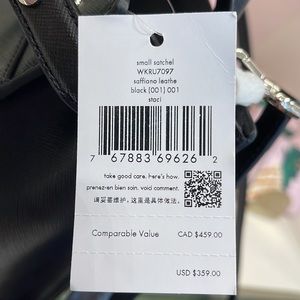 small satchel
WKRU7097
saffiano leathe
black (001) 001
staci
7 67883 69626 2
take good care. here's how.
prenez-en bien soin. voici comment.
请妥善维护。这里是具体做法。
Comparable Value CAD $459.00
USD $359.00